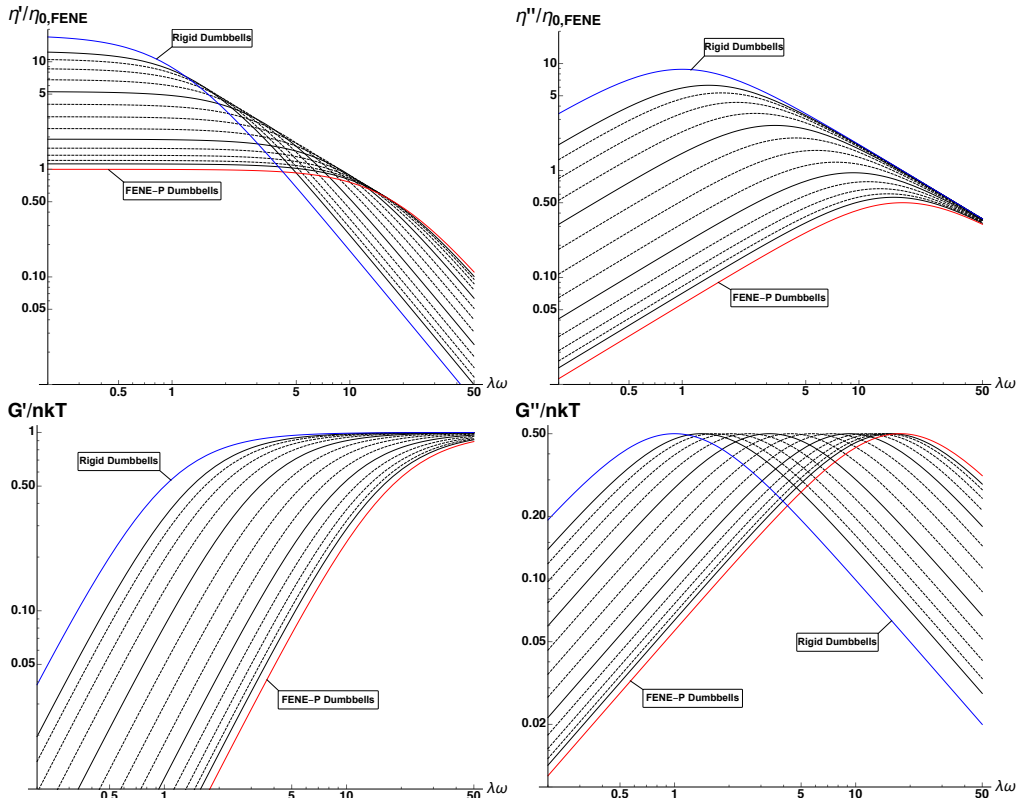 η'/η0,FENE
Rigid Dumbbells
10
5
1
0.50
0.10
0.05
FENE–P Dumbbells
0.5 1 5 10 50 λω
η''/η0,FENE
Rigid Dumbbells
10
5
1
0.50
0.10
0.05
FENE–P Dumbbells
0.5 1 5 10 50 λω
G'/nkT
1
Rigid Dumbbells
0.50
0.10
0.05
FENE–P Dumbbells
0.5 1 5 10 50 λω
G''/nkT
0.50
0.20
0.10
0.05
0.02
Rigid Dumbbells
FENE–P Dumbbells
0.5 1 5 10 50 λω